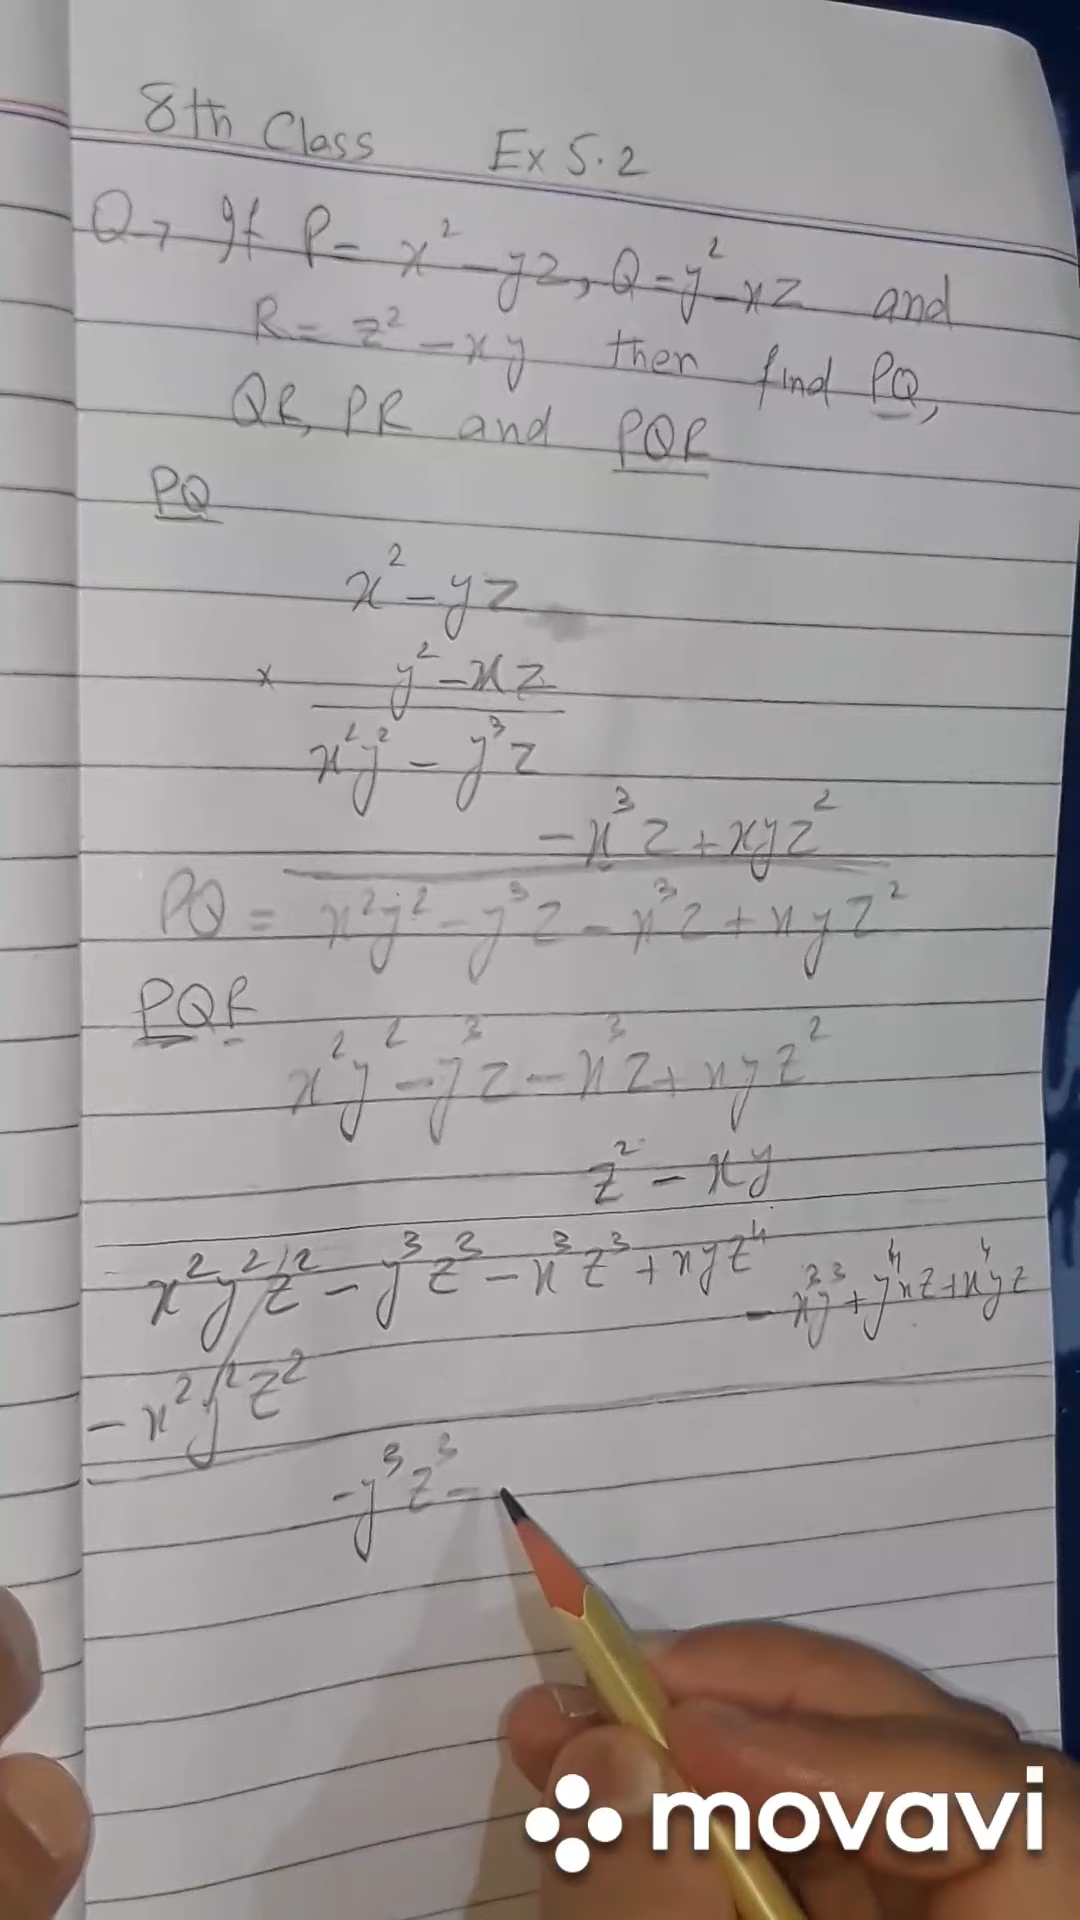 8th Class Ex 5.2
Q→ If P= x² - yz, Q = y² - xz and
R = z² - xy then find PQ,
QR, PR and PQR
PQ
x² - yz
× y² - xz
x²y² - y³z
- x³z + xyz²
PQ = x²y² - y³z - x³z + xyz²
PQR
x²y² - y³z - x³z + xyz²
z² - xy
x²y²z² - y³z³ - x³z³ + xyz⁴
- x³y³ + y⁴xz + x⁴yz
- x²y²z²
- y³z³ -
movavi